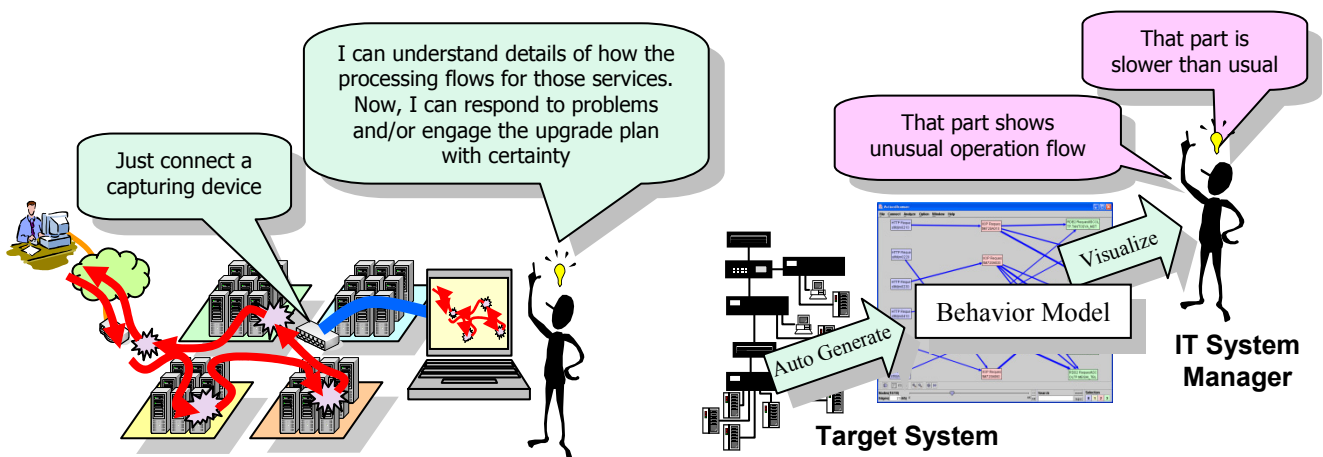 I can understand details of how the
processing flows for those services.
Now, I can respond to problems
and/or engage the upgrade plan
with certainty
Just connect a
capturing device
That part is
slower than usual
That part shows
unusual operation flow
Visualize
Behavior Model
Auto Generate
IT System
Manager
Target System